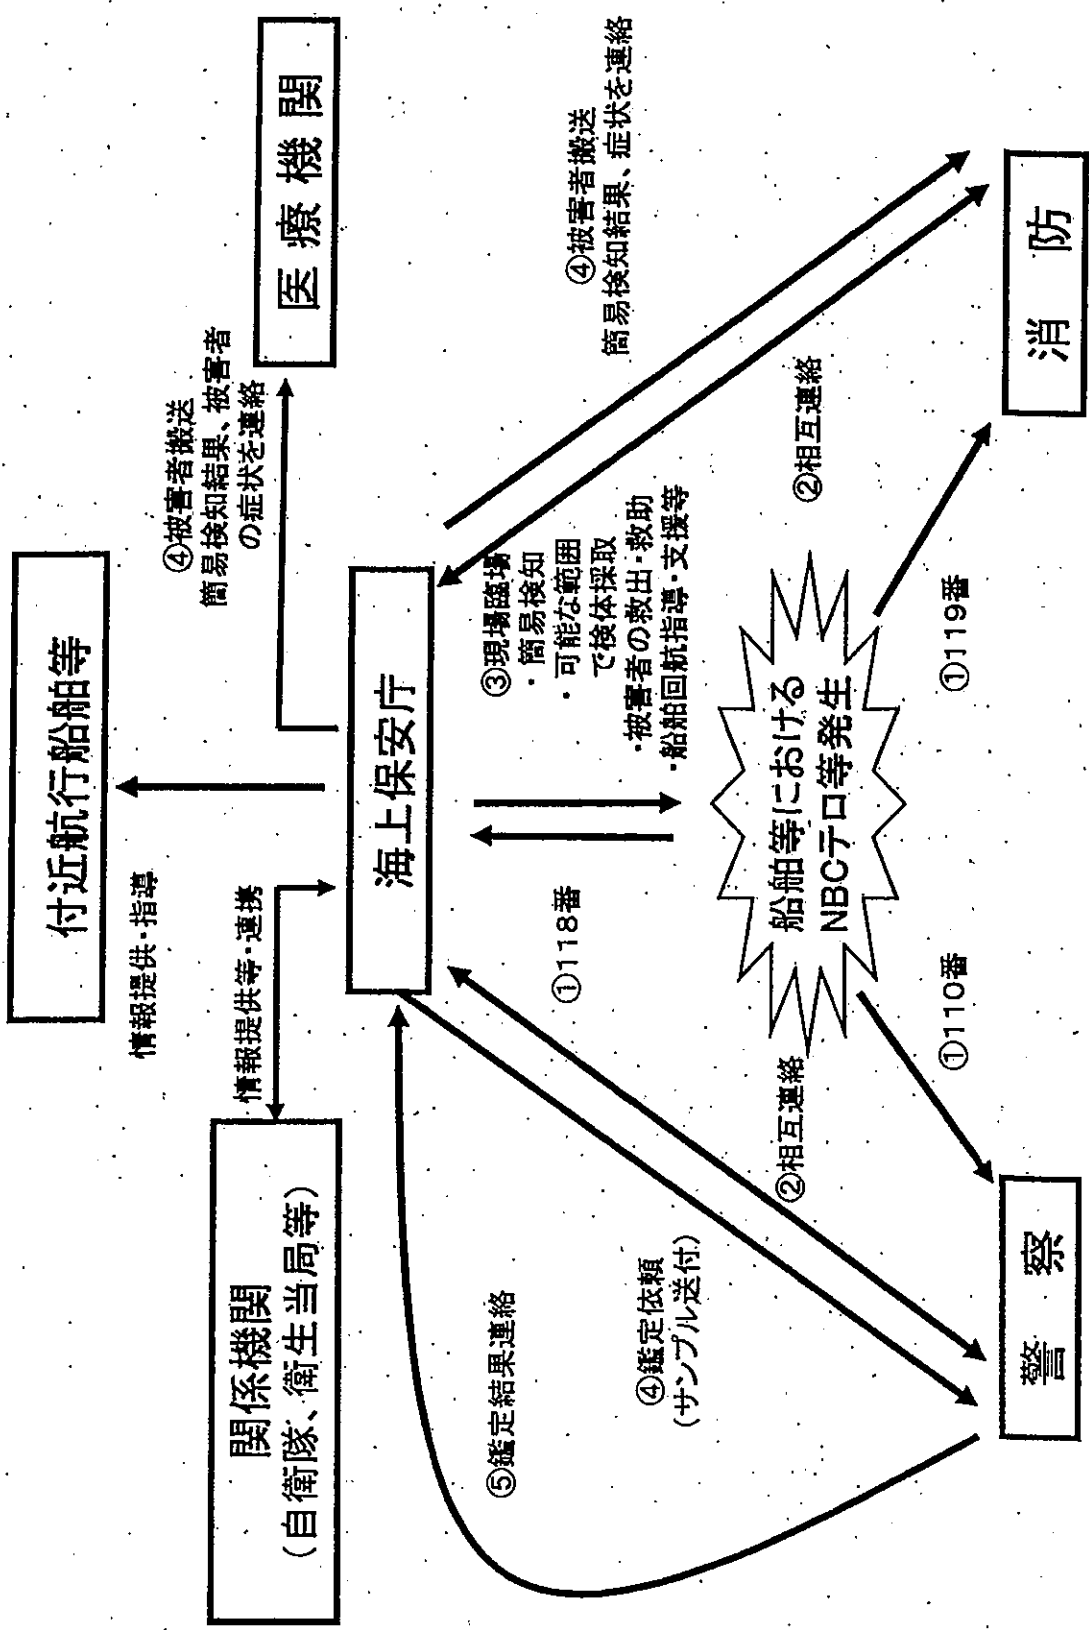 付近航行船舶等
情報提供・指導
関係機関
（自衛隊、衛生当局等）
情報提供等・連携
④被害者搬送
簡易検知結果、被害者
の症状を連絡
医療機関
海上保安庁
⑤鑑定結果連絡
④鑑定依頼
（サンプル送付）
①118番
③現場臨場
・簡易検知
・可能な範囲
で検体採取
・被害者の救出・救助
・船舶回航指導・支援等
④被害者搬送
簡易検知結果、症状を連絡
②相互連絡
②相互連絡
船舶等における
NBCテロ等発生
①110番
①119番
警察
消防